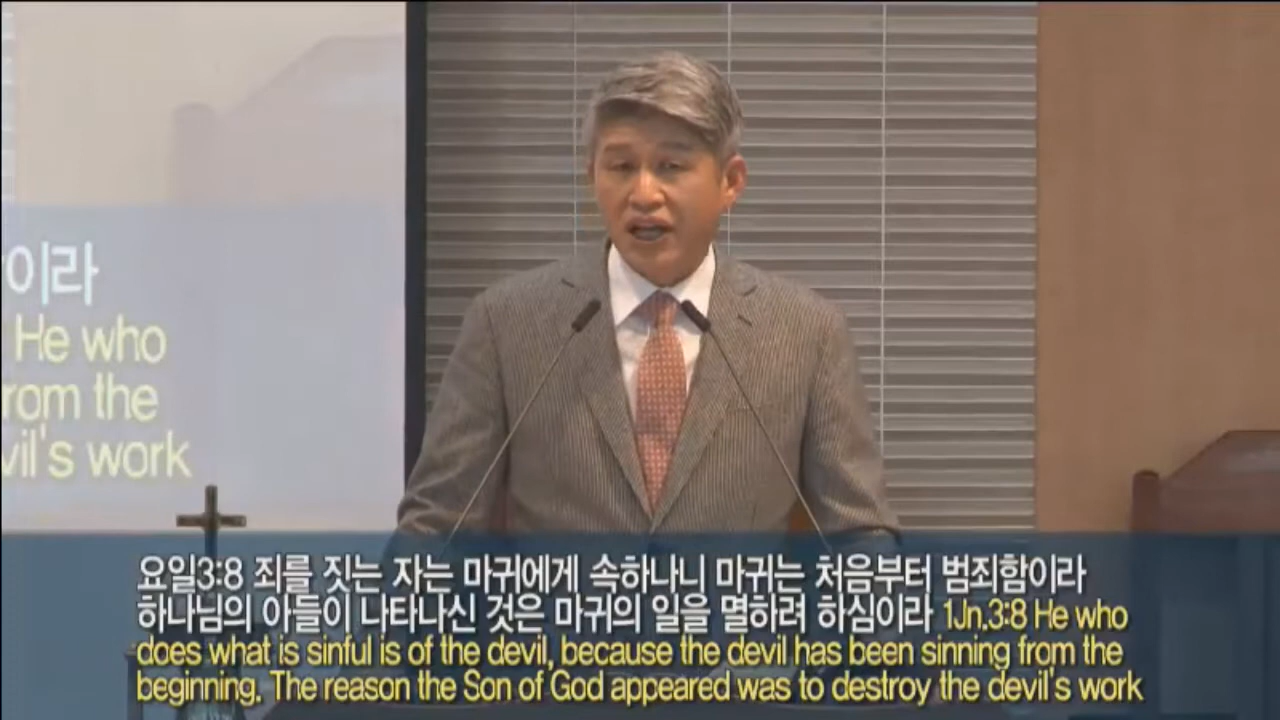 이라
He who
rom the
vil's work
요일3:8 죄를 짓는 자는 마귀에게 속하나니 마귀는 처음부터 범죄함이라
하나님의 아들이 나타나신 것은 마귀의 일을 멸하려 하심이라 1Jn.3:8 He who
does what is sinful is of the devil, because the devil has been sinning from the
beginning. The reason the Son of God appeared was to destroy the devil's work